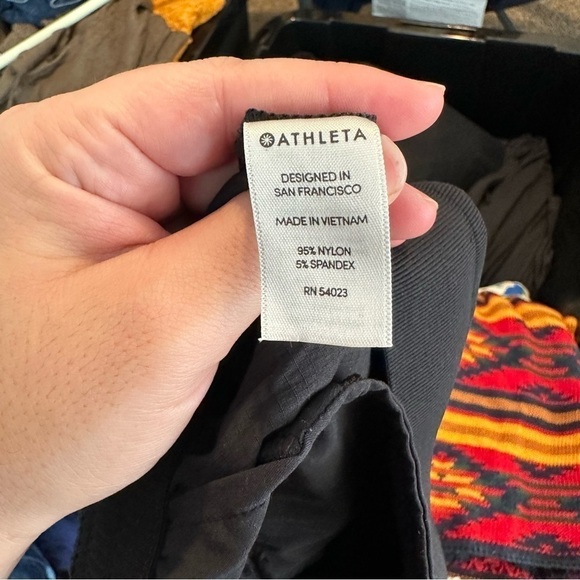 ATHLETA
DESIGNED IN
SAN FRANCISCO
MADE IN VIETNAM
95% NYLON
5% SPANDEX
RN 54023